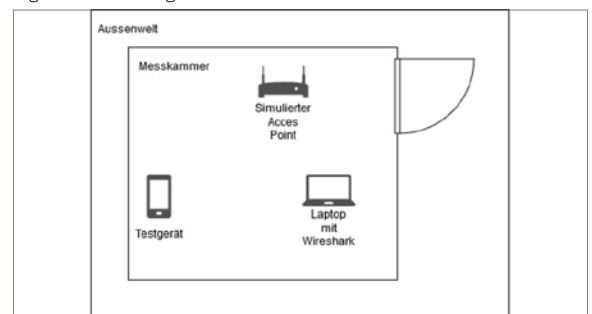 Aussenwelt
Messkammer
Simulierter
Acces
Point
Testgerät
Laptop
mit
Wireshark